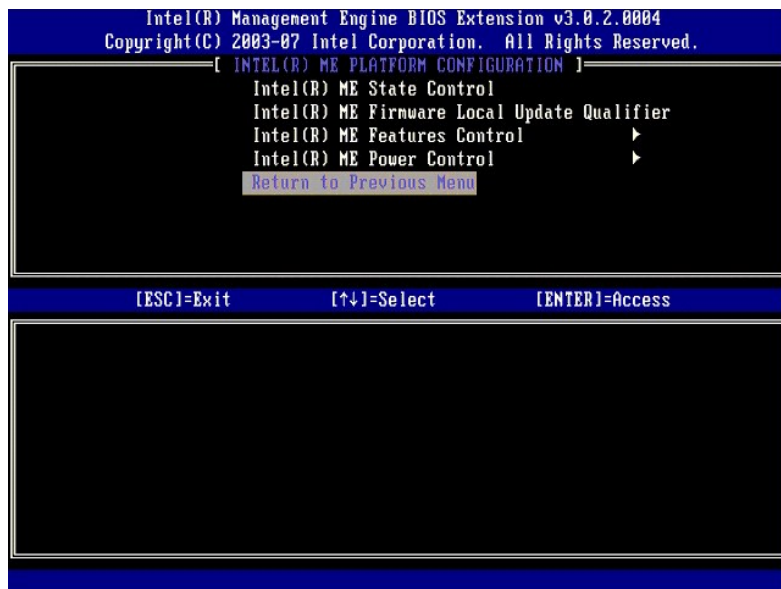 Intel(R) Management Engine BIOS Extension v3.0.2.0004
Copyright(C) 2003-07 Intel Corporation. All Rights Reserved.
[ INTEL(R) ME PLATFORM CONFIGURATION ]
Intel(R) ME State Control
Intel(R) ME Firmware Local Update Qualifier
Intel(R) ME Features Control ►
Intel(R) ME Power Control ►
Return to Previous Menu
[ESC]=Exit [↑↓]=Select [ENTER]=Access